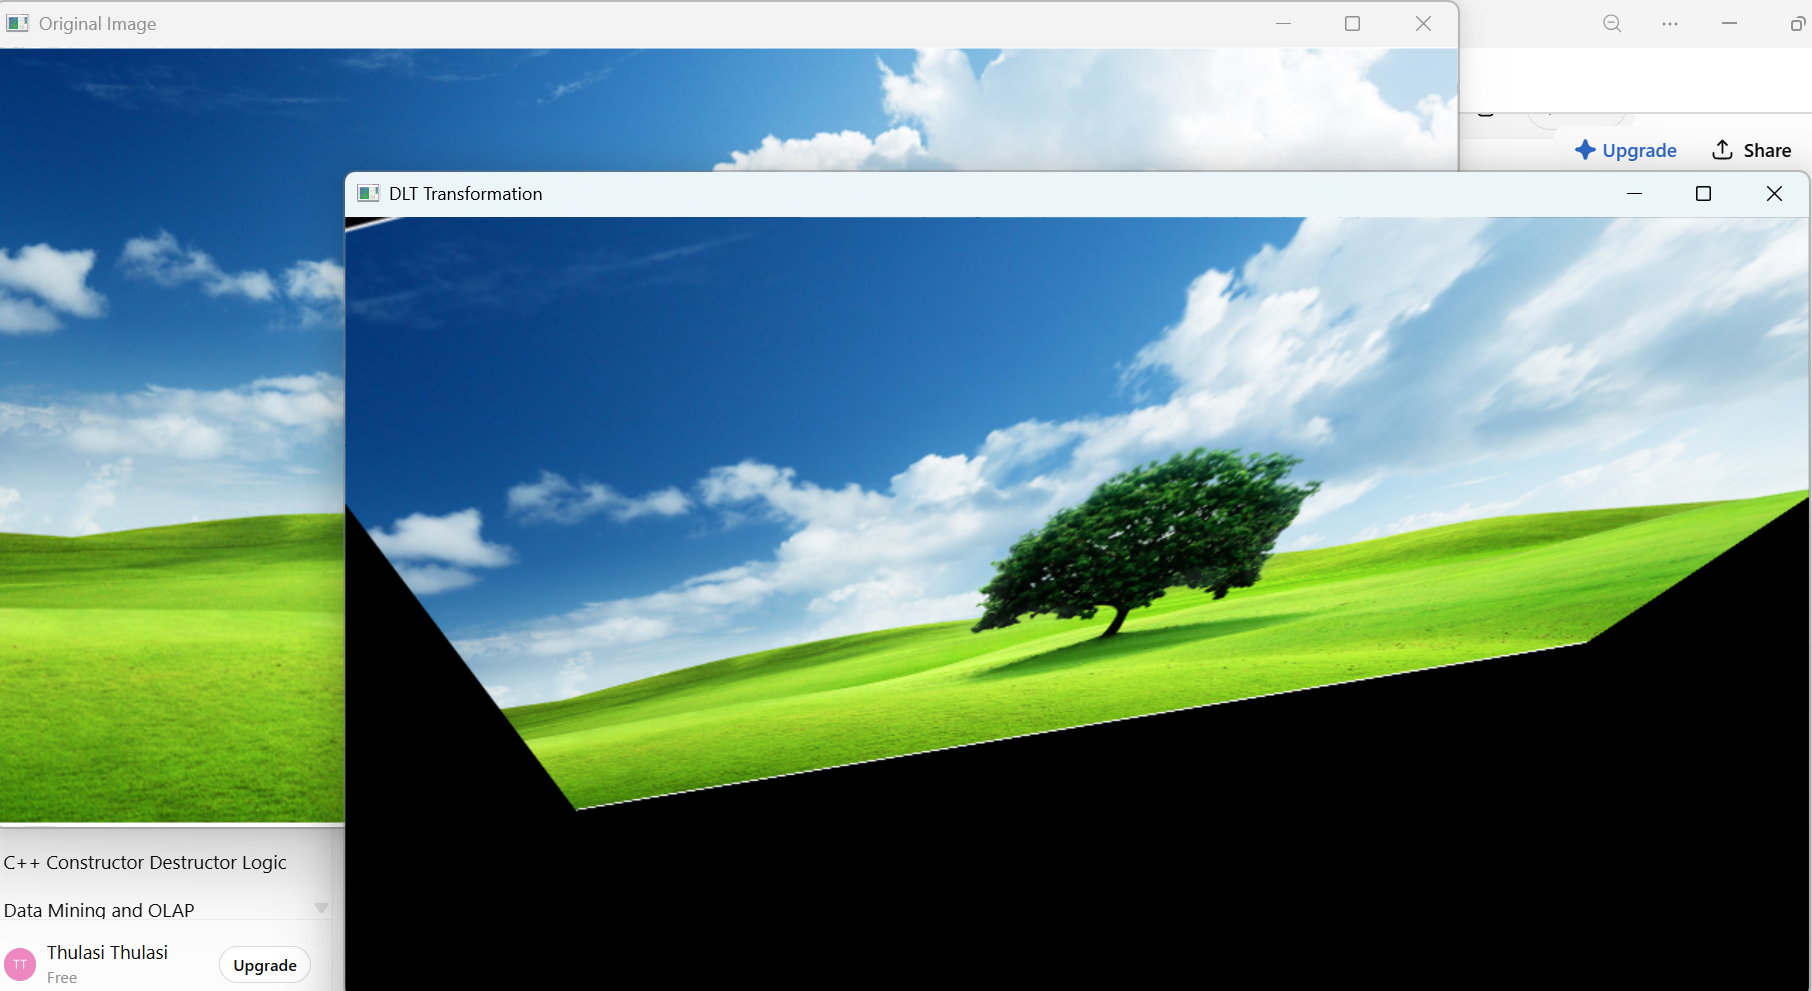 Original Image
Upgrade
Share
DLT Transformation
C++ Constructor Destructor Logic
Data Mining and OLAP
TT
Thulasi Thulasi
Free
Upgrade